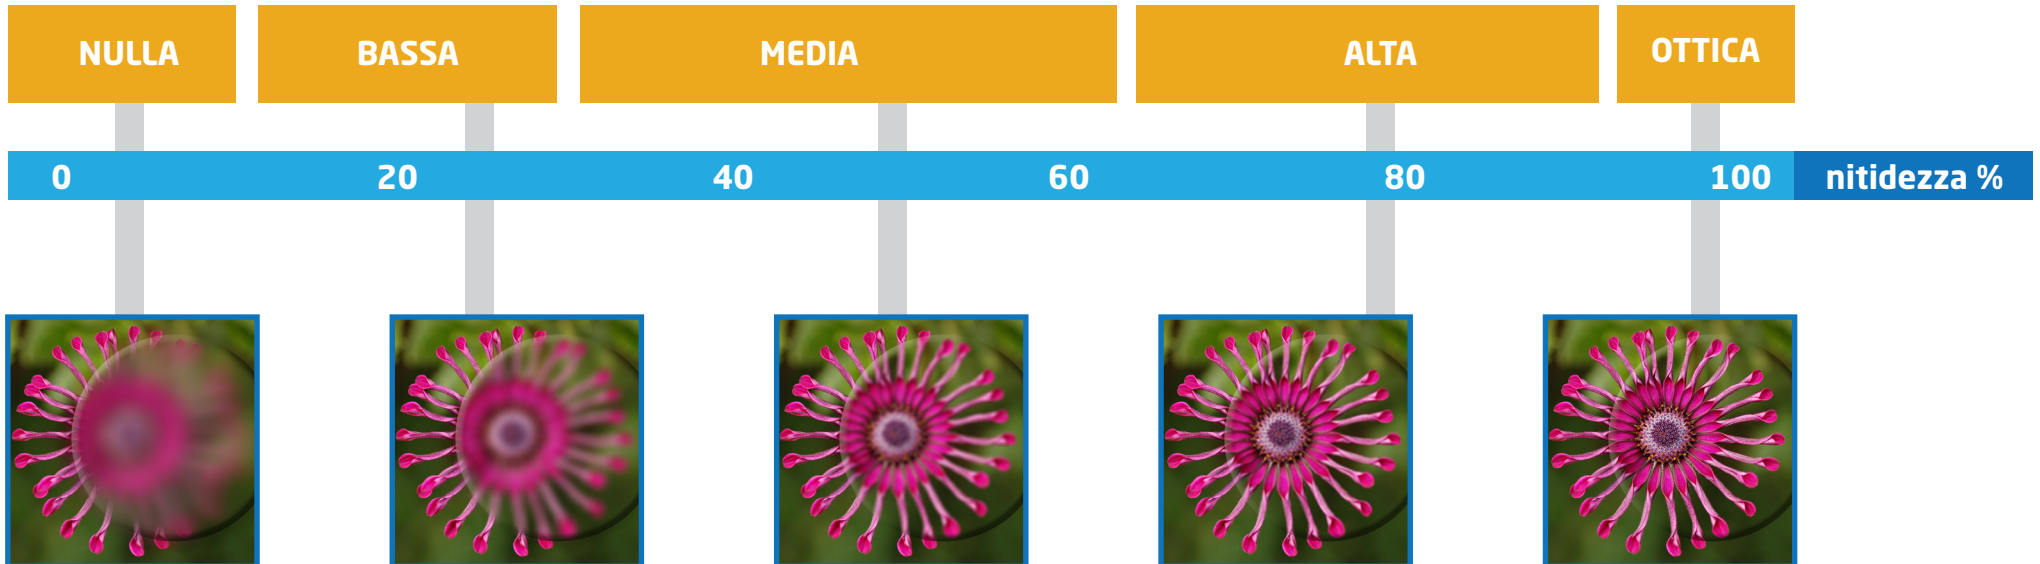 NULLA BASSA MEDIA ALTA OTTICA
0 20 40 60 80 100 nitidezza %